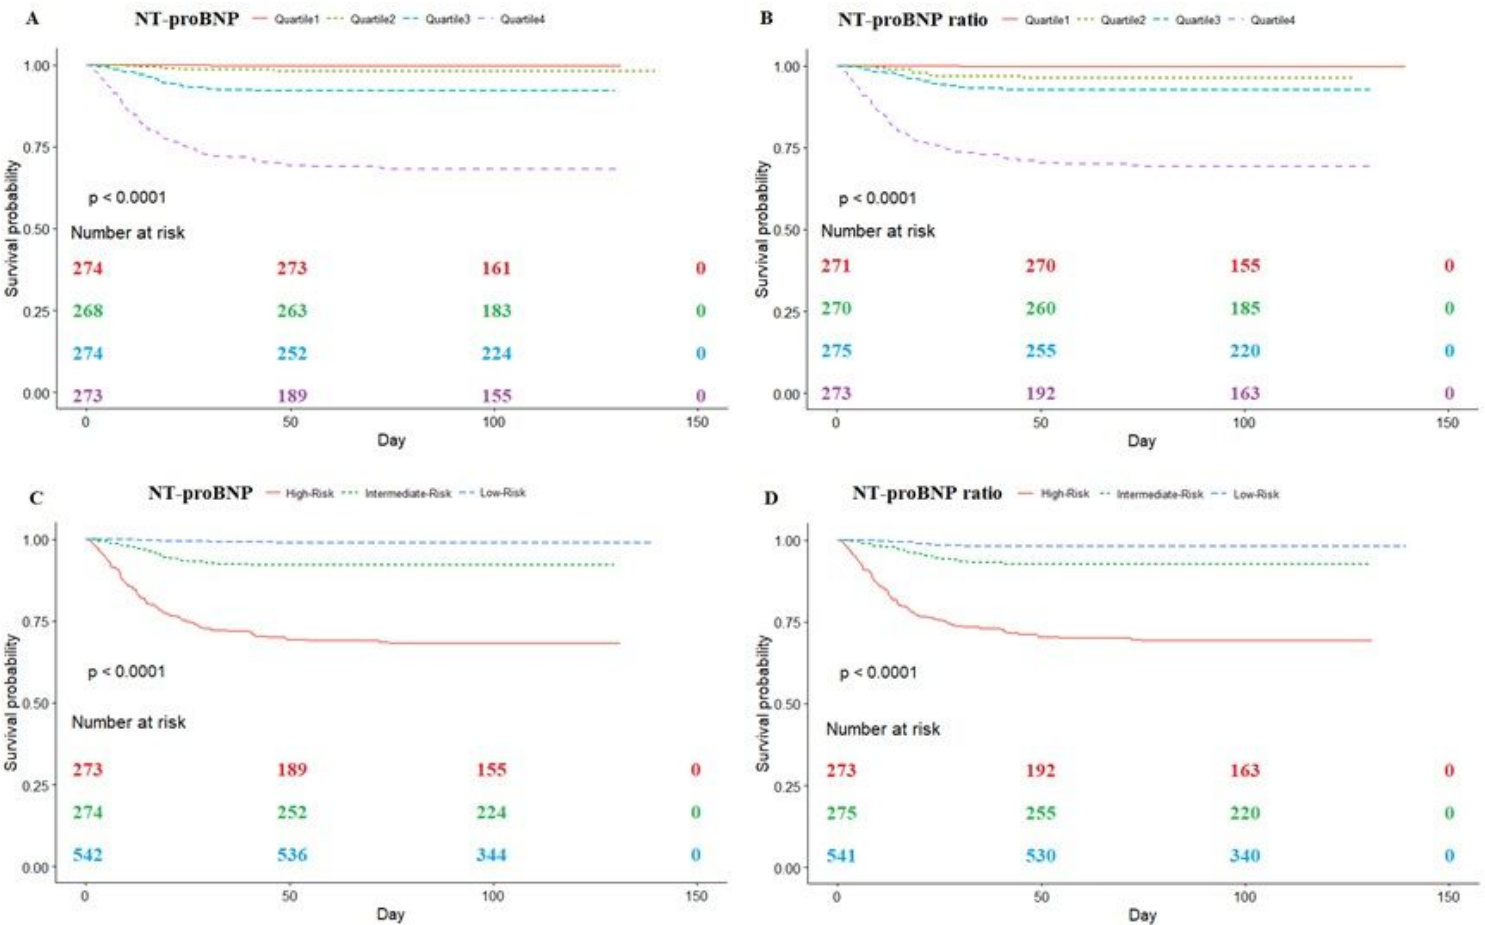 A NT-proBNP Quartile1 Quartile2 Quartile3 Quartile4
1.00
0.75
0.50
0.25
0.00
Survival probability
p < 0.0001
Number at risk
274 273 161 0
268 263 183 0
274 252 224 0
273 189 155 0
0 50 100 150
Day
B NT-proBNP ratio Quartile1 Quartile2 Quartile3 Quartile4
1.00
0.75
0.50
0.25
0.00
Survival probability
p < 0.0001
Number at risk
271 270 155 0
270 260 185 0
275 255 220 0
273 192 163 0
0 50 100 150
Day
C NT-proBNP High-Risk Intermediate-Risk Low-Risk
1.00
0.75
0.50
0.25
0.00
Survival probability
p < 0.0001
Number at risk
273 189 155 0
274 252 224 0
542 536 344 0
0 50 100 150
Day
D NT-proBNP ratio High-Risk Intermediate-Risk Low-Risk
1.00
0.75
0.50
0.25
0.00
Survival probability
p < 0.0001
Number at risk
273 192 163 0
275 255 220 0
541 530 340 0
0 50 100 150
Day